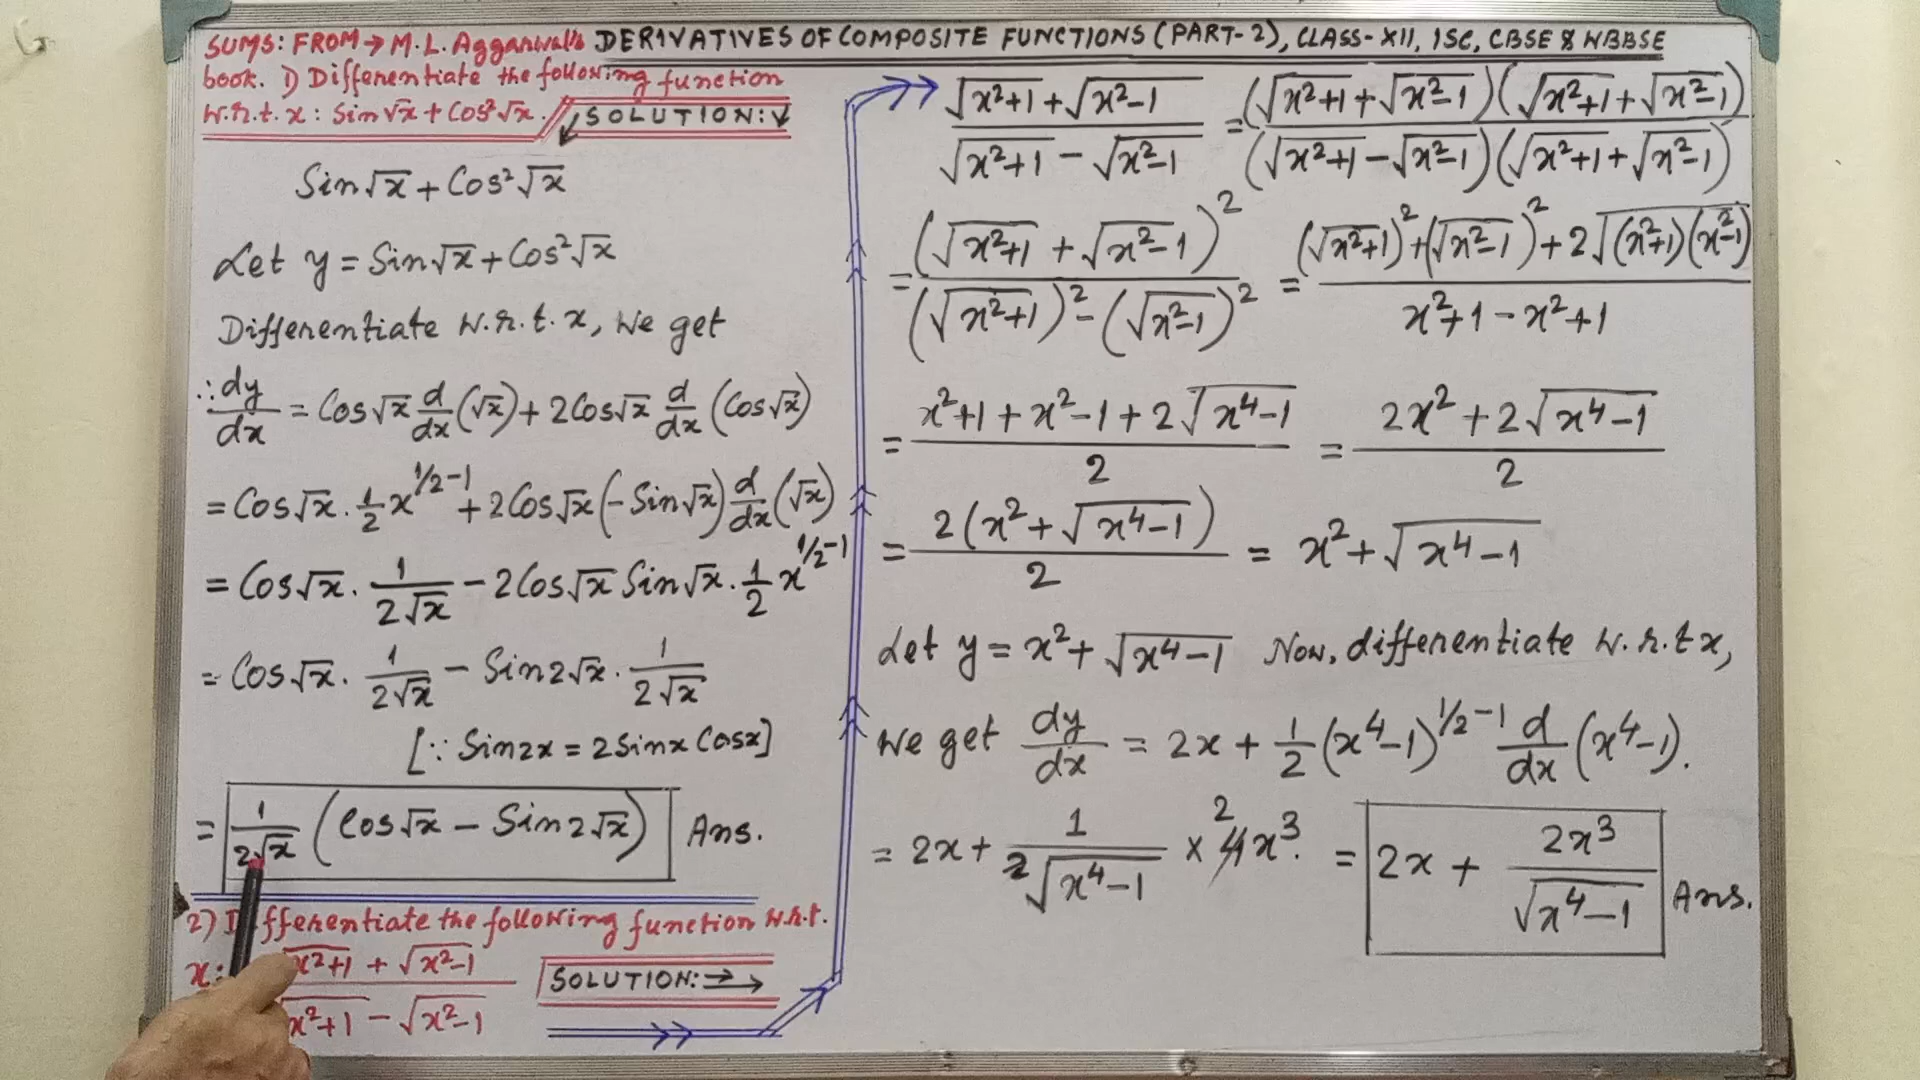 SUMS: FROM → M.L. Aggarwal's DERIVATIVES OF COMPOSITE FUNCTIONS (PART-2), CLASS-XII, ISC, CBSE & WBBSE
book. 1) Differentiate the following function
w.r.t. x: Sin√x + Cos²√x. SOLUTION:↓
Sin√x + Cos²√x
Let y = Sin√x + Cos²√x
Differentiate w.r.t. x, We get
∴ dy/dx = Cos√x d/dx (√x) + 2Cos√x d/dx (Cos√x)
= Cos√x . 1/2 x^(1/2-1) + 2Cos√x (-Sin√x) d/dx (√x)
= Cos√x . 1/(2√x) - 2Cos√x Sin√x . 1/2 x^(1/2-1)
= Cos√x . 1/(2√x) - Sin2√x . 1/(2√x)
[∵ Sin2x = 2Sinx Cosx]
= 1/(2√x) (Cos√x - Sin2√x) Ans.
2) Differentiate the following function w.r.t.
x: (√(x²+1) + √(x²-1))/(√(x²+1) - √(x²-1)) SOLUTION:→
(√(x²+1) + √(x²-1))/(√(x²+1) - √(x²-1)) = ((√(x²+1) + √(x²-1))(√(x²+1) + √(x²-1)))/((√(x²+1) - √(x²-1))(√(x²+1) + √(x²-1)))
= (√(x²+1) + √(x²-1))²/((√(x²+1))² - (√(x²-1))²) = ((√(x²+1))² + (√(x²-1))² + 2√((x²+1)(x²-1)))/(x²+1-x²+1)
= (x²+1+x²-1+2√(x⁴-1))/2 = (2x²+2√(x⁴-1))/2
= 2(x²+√(x⁴-1))/2 = x²+√(x⁴-1)
Let y = x²+√(x⁴-1) Now, differentiate w.r.t x,
We get dy/dx = 2x + 1/2 (x⁴-1)^(1/2-1) d/dx (x⁴-1).
= 2x + 1/(2√(x⁴-1)) × 2 4x³. = 2x + 2x³/√(x⁴-1) Ans.